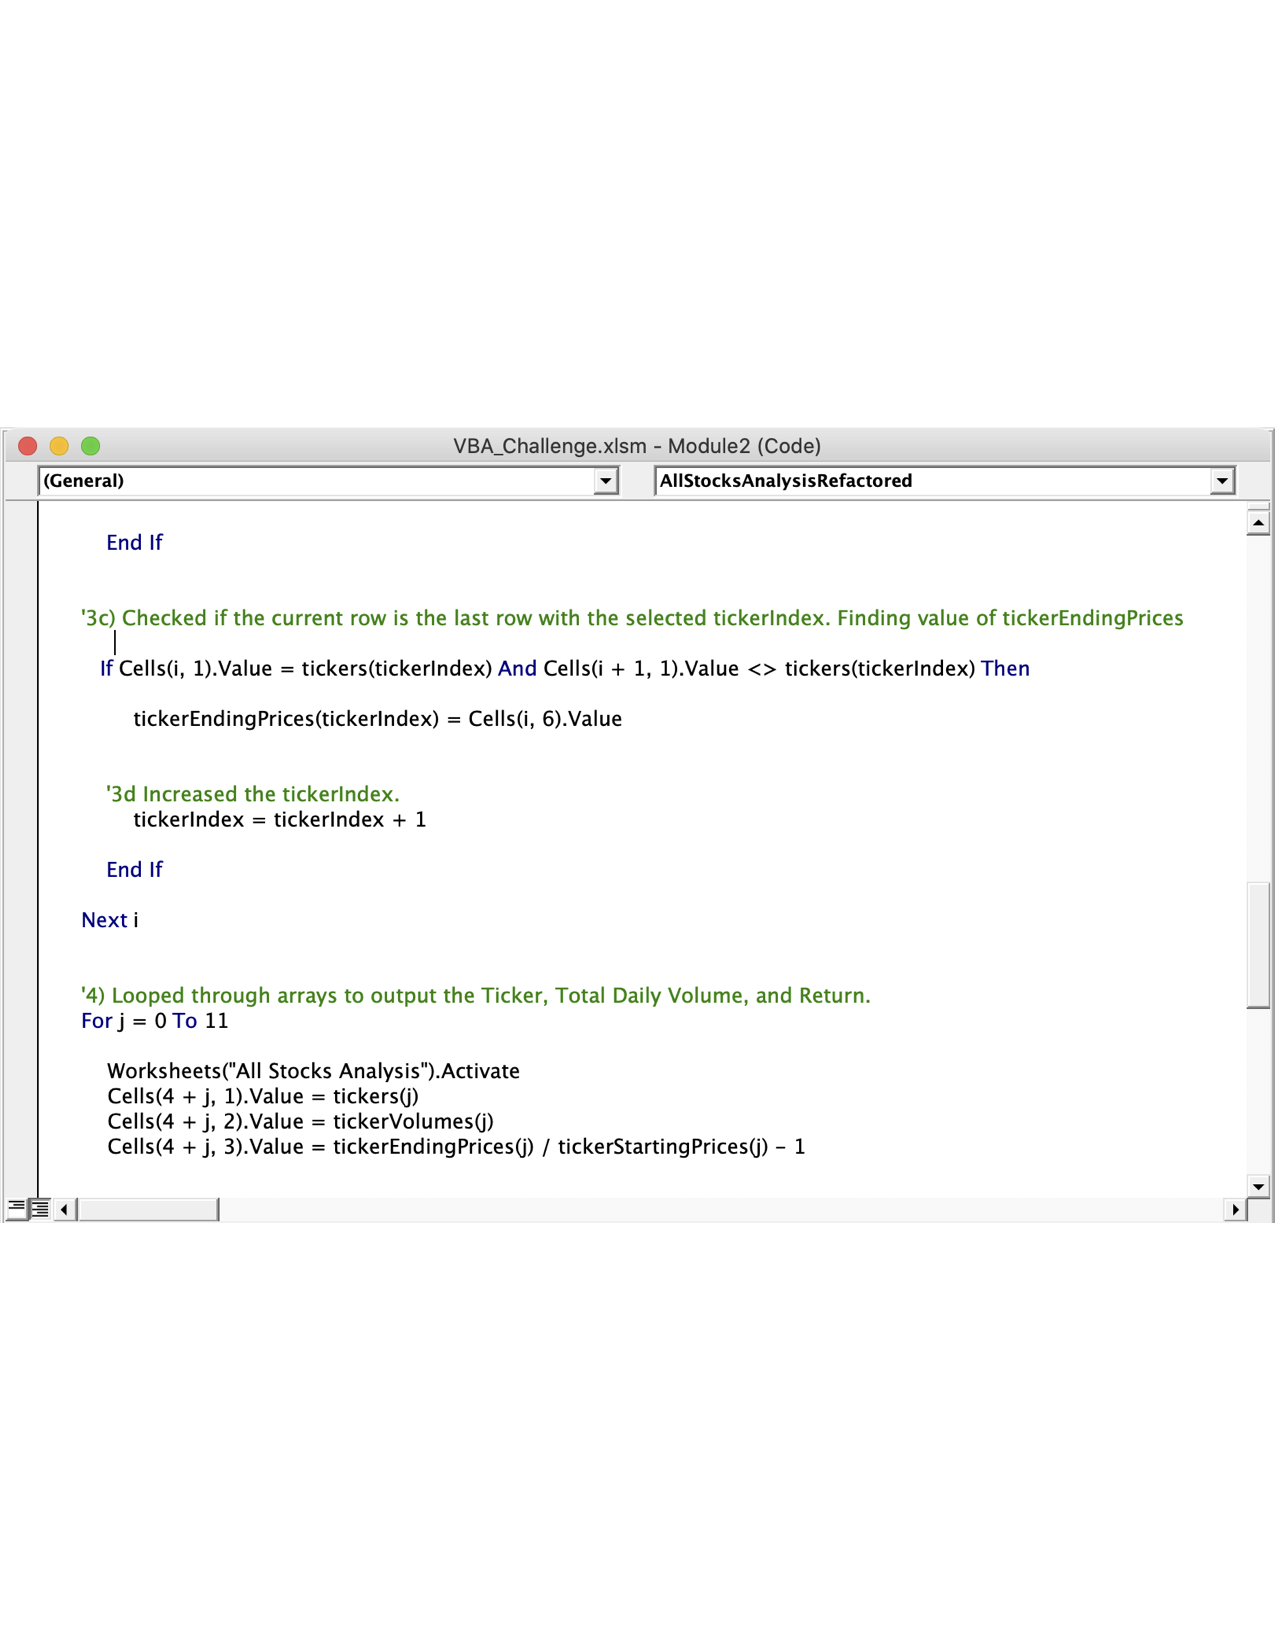 VBA_Challenge.xlsm - Module2 (Code)
(General)
AllStocksAnalysisRefactored
End If
'3c) Checked if the current row is the last row with the selected tickerIndex. Finding value of tickerEndingPrices
If Cells(i, 1).Value = tickers(tickerIndex) And Cells(i + 1, 1).Value <> tickers(tickerIndex) Then
tickerEndingPrices(tickerIndex) = Cells(i, 6).Value
'3d Increased the tickerIndex.
tickerIndex = tickerIndex + 1
End If
Next i
'4) Looped through arrays to output the Ticker, Total Daily Volume, and Return.
For j = 0 To 11
Worksheets("All Stocks Analysis").Activate
Cells(4 + j, 1).Value = tickers(j)
Cells(4 + j, 2).Value = tickerVolumes(j)
Cells(4 + j, 3).Value = tickerEndingPrices(j) / tickerStartingPrices(j) - 1